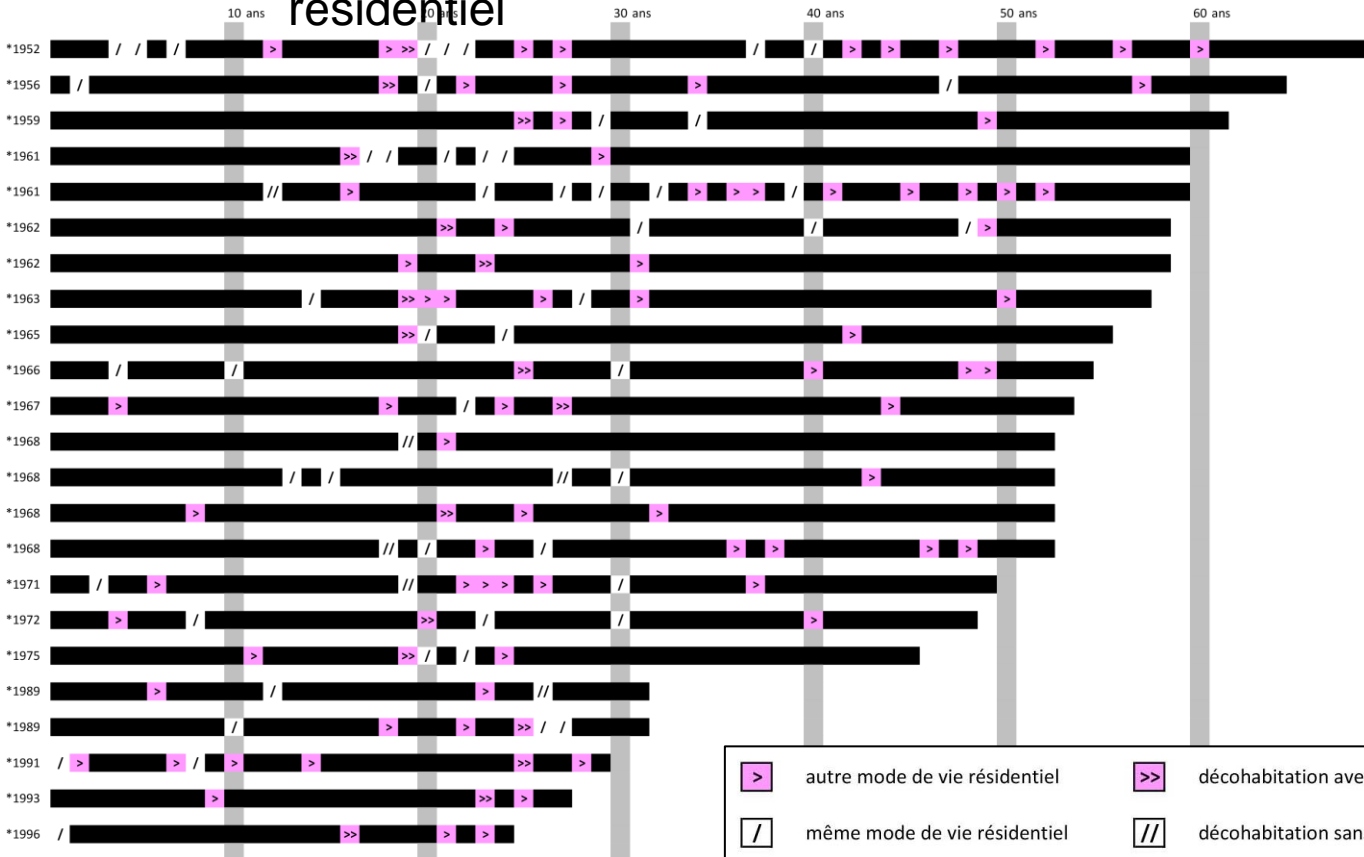 résidentiel
10 ans 20 ans 30 ans 40 ans 50 ans 60 ans
*1952 / / / > > >> / / / > > / / > > > > > >
*1956 / >> / > > > / >
*1959 >> > / / >
*1961 >> / / / / / >
*1961 // > / / / / > > > / > > > > >
*1962 >> > / / / >
*1962 > >> >
*1963 / >> > > > / > >
*1965 >> / / >
*1966 / / >> / > > >
*1967 > > / > >> >
*1968 // >
*1968 / / // / >
*1968 > >> > >
*1968 // / > / > > > >
*1971 / > // > > > > / >
*1972 > / >> / / >
*1975 > >> / / >
*1989 > / > //
*1989 / > > >> / /
*1991 / > > / > > >> >
*1993 > >> >
*1996 / >> > >
> autre mode de vie résidentiel >> décohabitation ave
/ même mode de vie résidentiel // décohabitation san